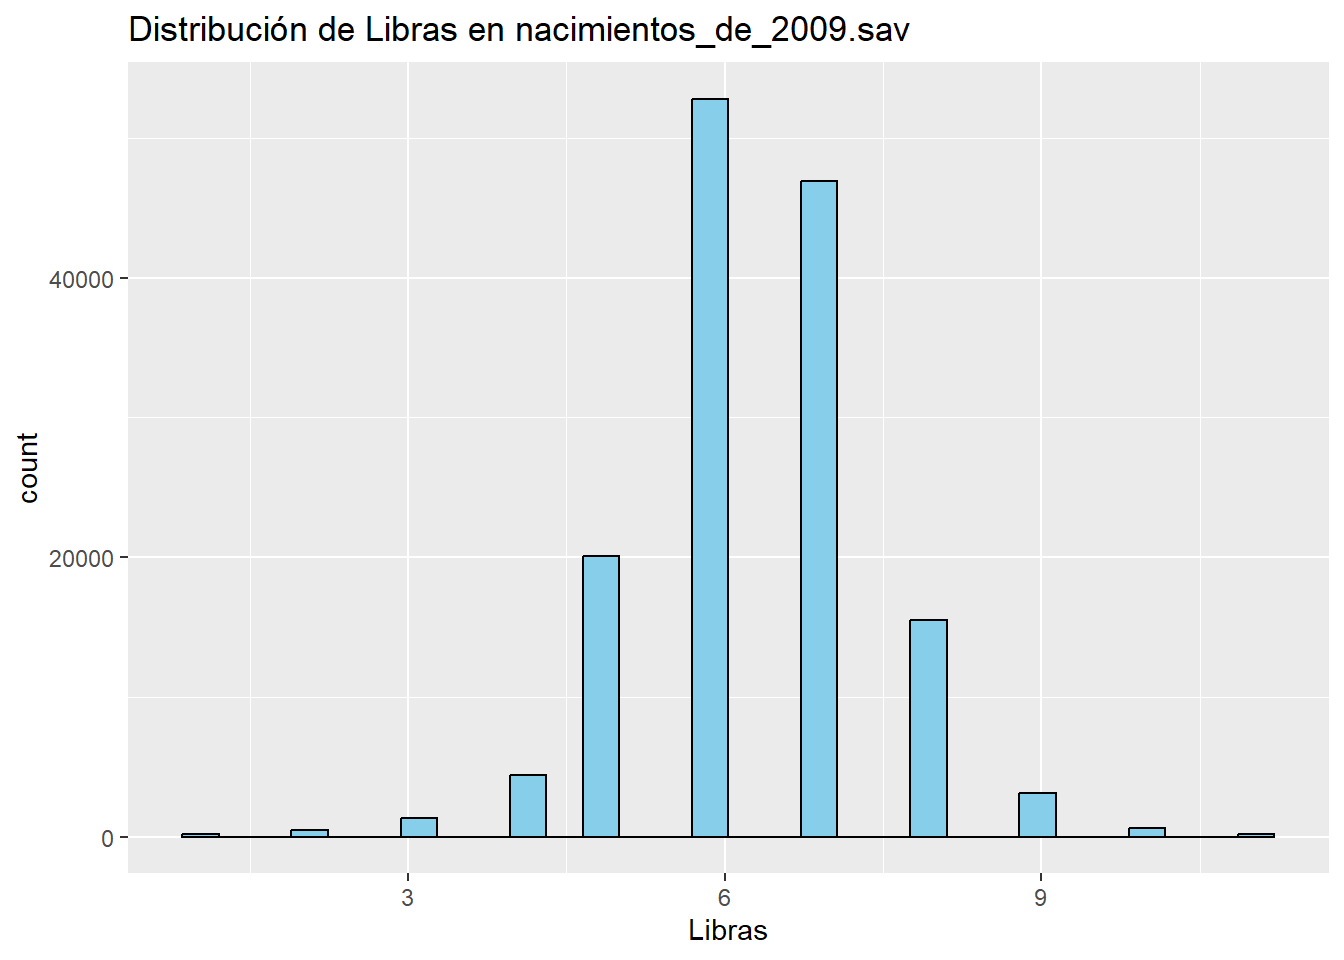 Distribución de Libras en nacimientos_de_2009.sav
count
40000
20000
0
3
6
9
Libras